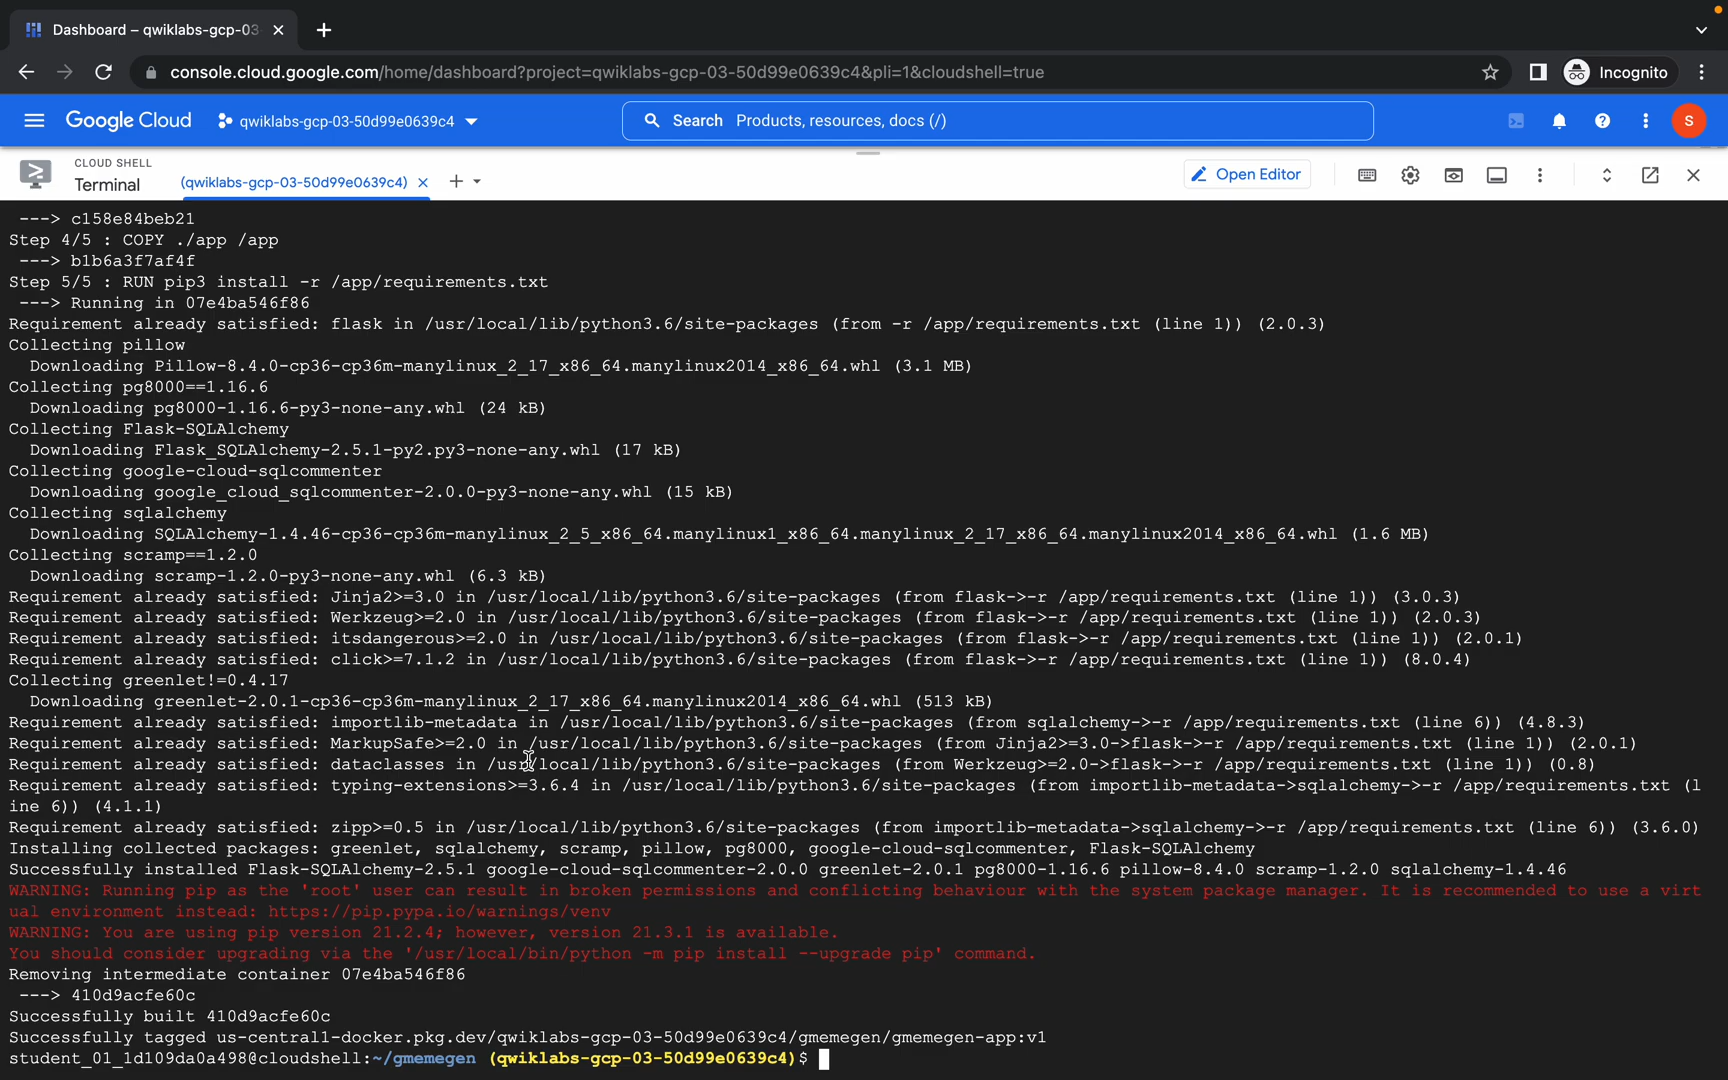 Dashboard – qwiklabs-gcp-03
console.cloud.google.com/home/dashboard?project=qwiklabs-gcp-03-50d99e0639c4&pli=1&cloudshell=true
Incognito
Google Cloud
qwiklabs-gcp-03-50d99e0639c4
Search Products, resources, docs (/)
S
CLOUD SHELL
Terminal
(qwiklabs-gcp-03-50d99e0639c4)
Open Editor
---> c158e84beb21
Step 4/5 : COPY ./app /app
---> b1b6a3f7af4f
Step 5/5 : RUN pip3 install -r /app/requirements.txt
---> Running in 07e4ba546f86
Requirement already satisfied: flask in /usr/local/lib/python3.6/site-packages (from -r /app/requirements.txt (line 1)) (2.0.3)
Collecting pillow
Downloading Pillow-8.4.0-cp36-cp36m-manylinux_2_17_x86_64.manylinux2014_x86_64.whl (3.1 MB)
Collecting pg8000==1.16.6
Downloading pg8000-1.16.6-py3-none-any.whl (24 kB)
Collecting Flask-SQLAlchemy
Downloading Flask_SQLAlchemy-2.5.1-py2.py3-none-any.whl (17 kB)
Collecting google-cloud-sqlcommenter
Downloading google_cloud_sqlcommenter-2.0.0-py3-none-any.whl (15 kB)
Collecting sqlalchemy
Downloading SQLAlchemy-1.4.46-cp36-cp36m-manylinux_2_5_x86_64.manylinux1_x86_64.manylinux_2_17_x86_64.manylinux2014_x86_64.whl (1.6 MB)
Collecting scramp==1.2.0
Downloading scramp-1.2.0-py3-none-any.whl (6.3 kB)
Requirement already satisfied: Jinja2>=3.0 in /usr/local/lib/python3.6/site-packages (from flask->-r /app/requirements.txt (line 1)) (3.0.3)
Requirement already satisfied: Werkzeug>=2.0 in /usr/local/lib/python3.6/site-packages (from flask->-r /app/requirements.txt (line 1)) (2.0.3)
Requirement already satisfied: itsdangerous>=2.0 in /usr/local/lib/python3.6/site-packages (from flask->-r /app/requirements.txt (line 1)) (2.0.1)
Requirement already satisfied: click>=7.1.2 in /usr/local/lib/python3.6/site-packages (from flask->-r /app/requirements.txt (line 1)) (8.0.4)
Collecting greenlet!=0.4.17
Downloading greenlet-2.0.1-cp36-cp36m-manylinux_2_17_x86_64.manylinux2014_x86_64.whl (513 kB)
Requirement already satisfied: importlib-metadata in /usr/local/lib/python3.6/site-packages (from sqlalchemy->-r /app/requirements.txt (line 6)) (4.8.3)
Requirement already satisfied: MarkupSafe>=2.0 in /usr/local/lib/python3.6/site-packages (from Jinja2>=3.0->flask->-r /app/requirements.txt (line 1)) (2.0.1)
Requirement already satisfied: dataclasses in /usr/local/lib/python3.6/site-packages (from Werkzeug>=2.0->flask->-r /app/requirements.txt (line 1)) (0.8)
Requirement already satisfied: typing-extensions>=3.6.4 in /usr/local/lib/python3.6/site-packages (from importlib-metadata->sqlalchemy->-r /app/requirements.txt (l
ine 6)) (4.1.1)
Requirement already satisfied: zipp>=0.5 in /usr/local/lib/python3.6/site-packages (from importlib-metadata->sqlalchemy->-r /app/requirements.txt (line 6)) (3.6.0)
Installing collected packages: greenlet, sqlalchemy, scramp, pillow, pg8000, google-cloud-sqlcommenter, Flask-SQLAlchemy
Successfully installed Flask-SQLAlchemy-2.5.1 google-cloud-sqlcommenter-2.0.0 greenlet-2.0.1 pg8000-1.16.6 pillow-8.4.0 scramp-1.2.0 sqlalchemy-1.4.46
WARNING: Running pip as the 'root' user can result in broken permissions and conflicting behaviour with the system package manager. It is recommended to use a virt
ual environment instead: https://pip.pypa.io/warnings/venv
WARNING: You are using pip version 21.2.4; however, version 21.3.1 is available.
You should consider upgrading via the '/usr/local/bin/python -m pip install --upgrade pip' command.
Removing intermediate container 07e4ba546f86
---> 410d9acfe60c
Successfully built 410d9acfe60c
Successfully tagged us-central1-docker.pkg.dev/qwiklabs-gcp-03-50d99e0639c4/gmemegen/gmemegen-app:v1
student_01_1d109da0a498@cloudshell:~/gmemegen (qwiklabs-gcp-03-50d99e0639c4)$